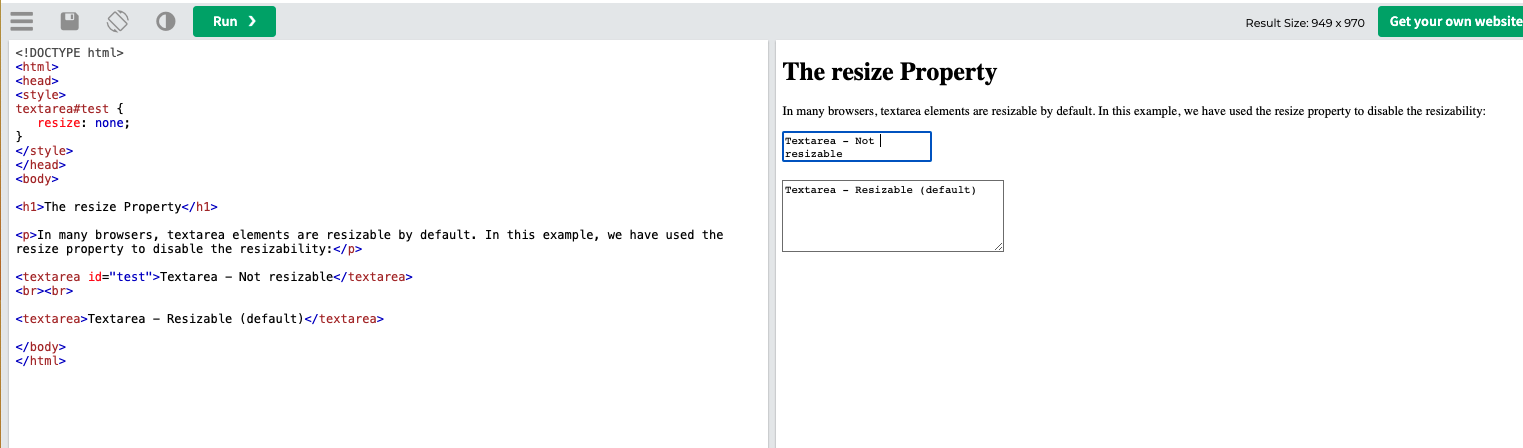 Run ❯
Result Size: 949 x 970
Get your own website
<!DOCTYPE html>
<html>
<head>
<style>
textarea#test {
   resize: none;
}
</style>
</head>
<body>

<h1>The resize Property</h1>

<p>In many browsers, textarea elements are resizable by default. In this example, we have used the
resize property to disable the resizability:</p>

<textarea id="test">Textarea - Not resizable</textarea>
<br><br>

<textarea>Textarea - Resizable (default)</textarea>

</body>
</html>
The resize Property
In many browsers, textarea elements are resizable by default. In this example, we have used the resize property to disable the resizability:
Textarea - Not
resizable
Textarea - Resizable (default)